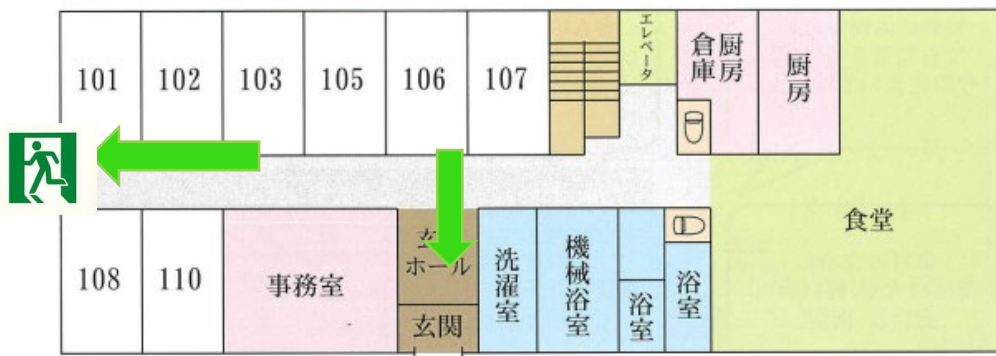 101
102
103
105
106
107
エレベータ
厨房
倉庫
厨房
食堂
108
110
事務室
玄
ホール
玄関
洗濯室
機械浴室
浴室
浴室